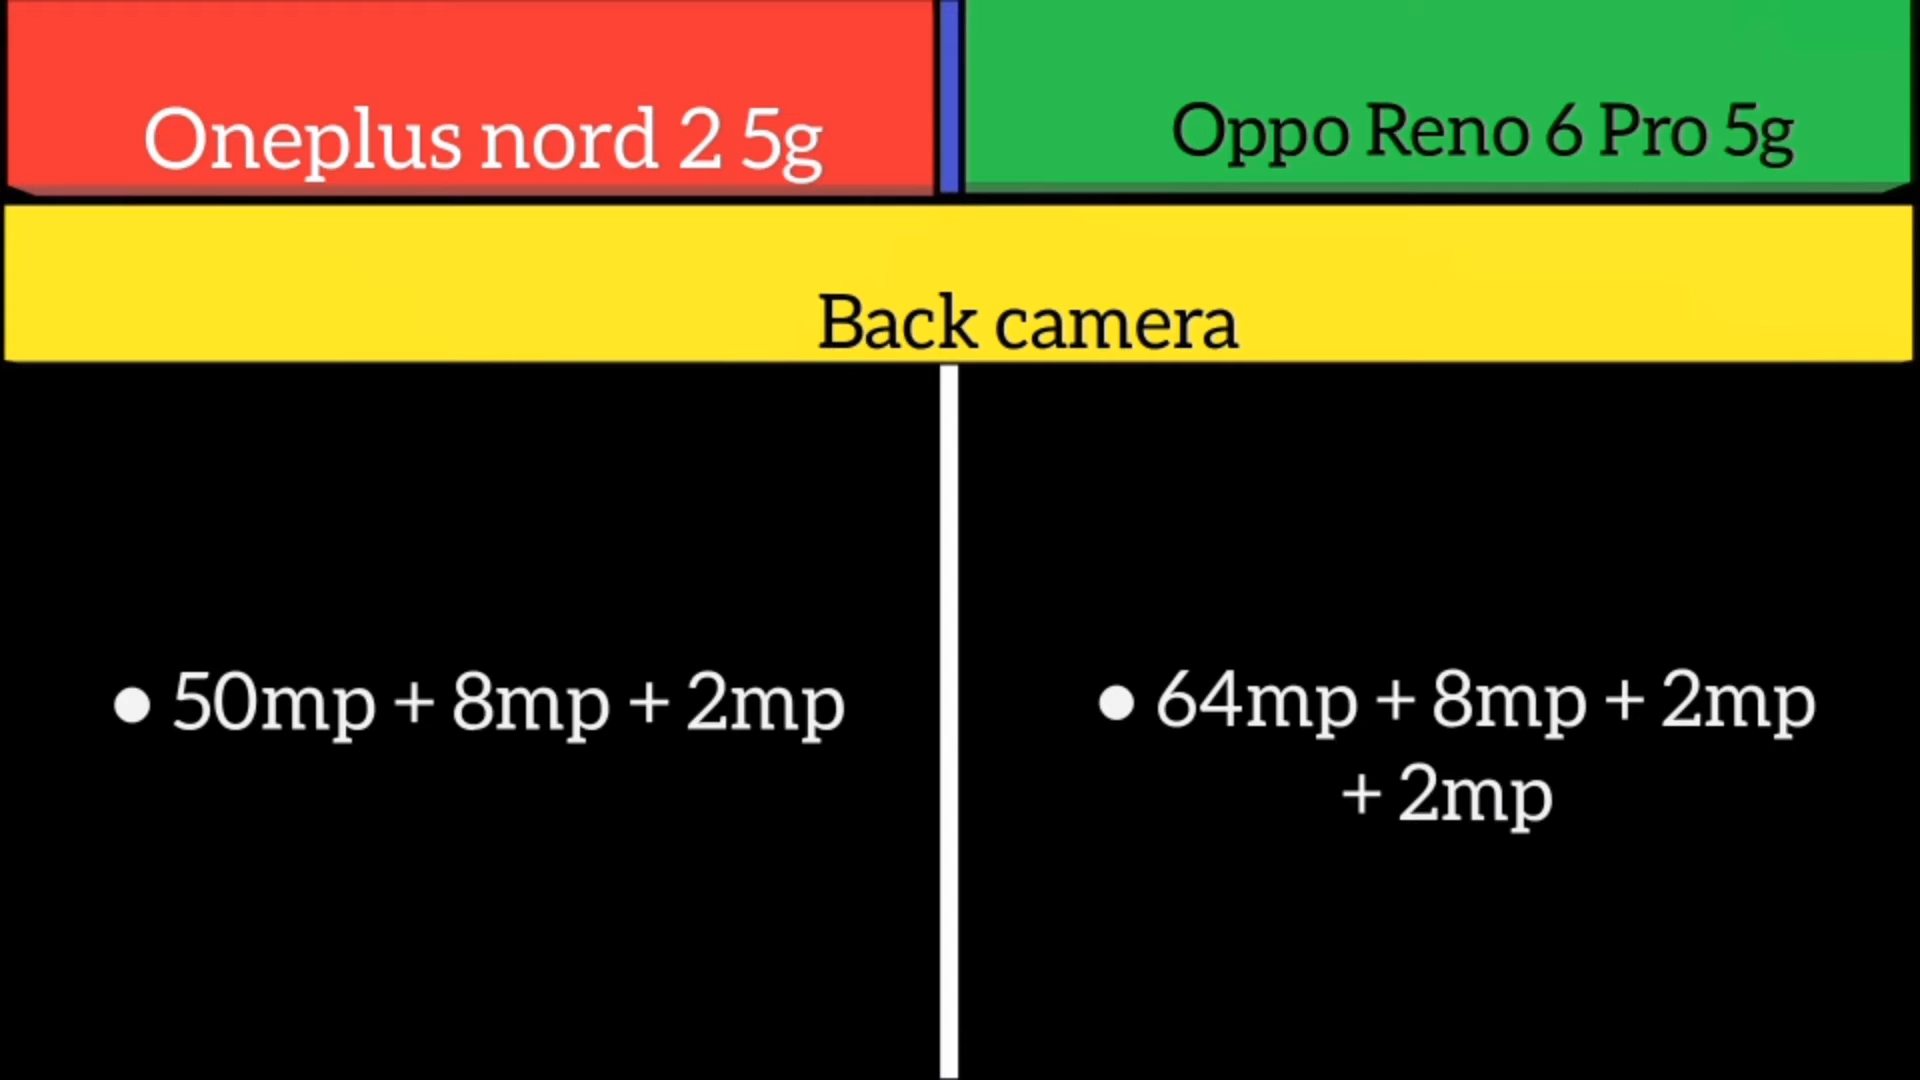 Oneplus nord 2 5g
Oppo Reno 6 Pro 5g
Back camera
● 50mp + 8mp + 2mp
● 64mp + 8mp + 2mp
+ 2mp